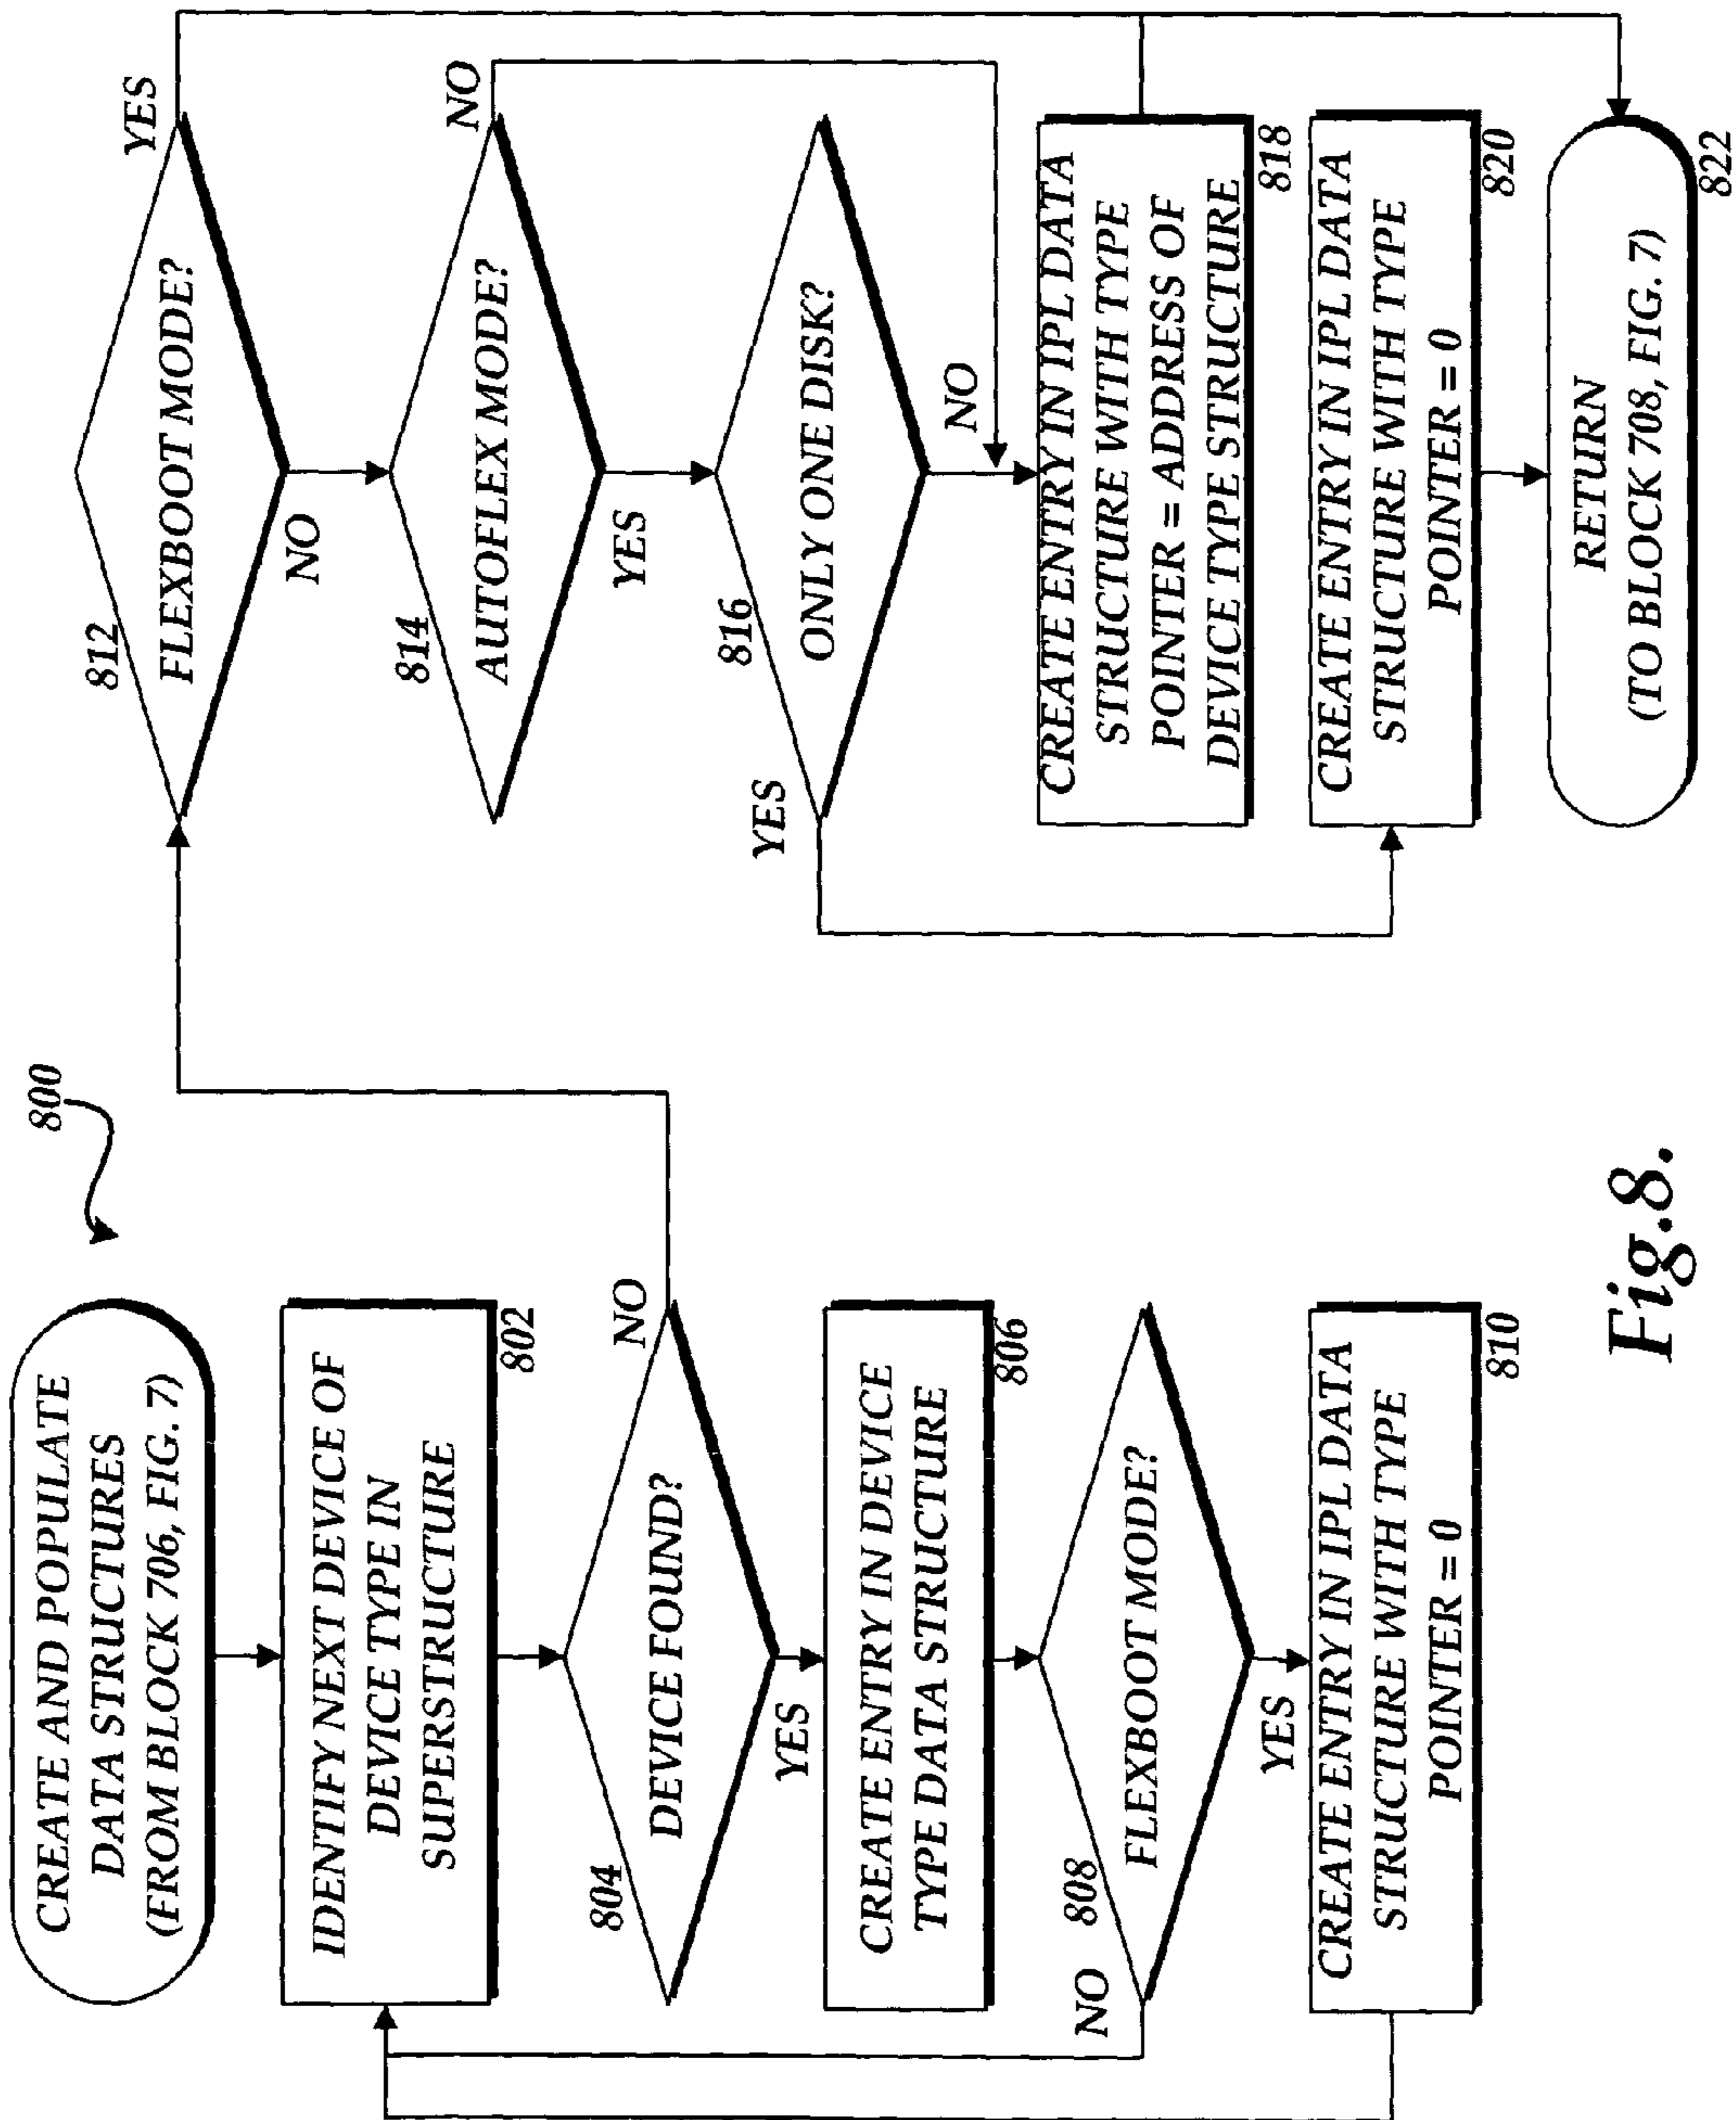 800
CREATE AND POPULATE
DATA STRUCTURES
(FROM BLOCK 706, FIG. 7)
IDENTIFY NEXT DEVICE OF
DEVICE TYPE IN
SUPERSTRUCTURE
802
804
DEVICE FOUND?
NO
YES
CREATE ENTRY IN DEVICE
TYPE DATA STRUCTURE
806
808
FLEXBOOT MODE?
NO
YES
CREATE ENTRY IN IPL DATA
STRUCTURE WITH TYPE
POINTER = 0
810
812
FLEXBOOT MODE?
YES
NO
814
AUTOFLEX MODE?
NO
YES
816
ONLY ONE DISK?
YES
NO
CREATE ENTRY IN IPL DATA
STRUCTURE WITH TYPE
POINTER = ADDRESS OF
DEVICE TYPE STRUCTURE
818
CREATE ENTRY IN IPL DATA
STRUCTURE WITH TYPE
POINTER = 0
820
RETURN
(TO BLOCK 708, FIG. 7)
822
Fig.8.